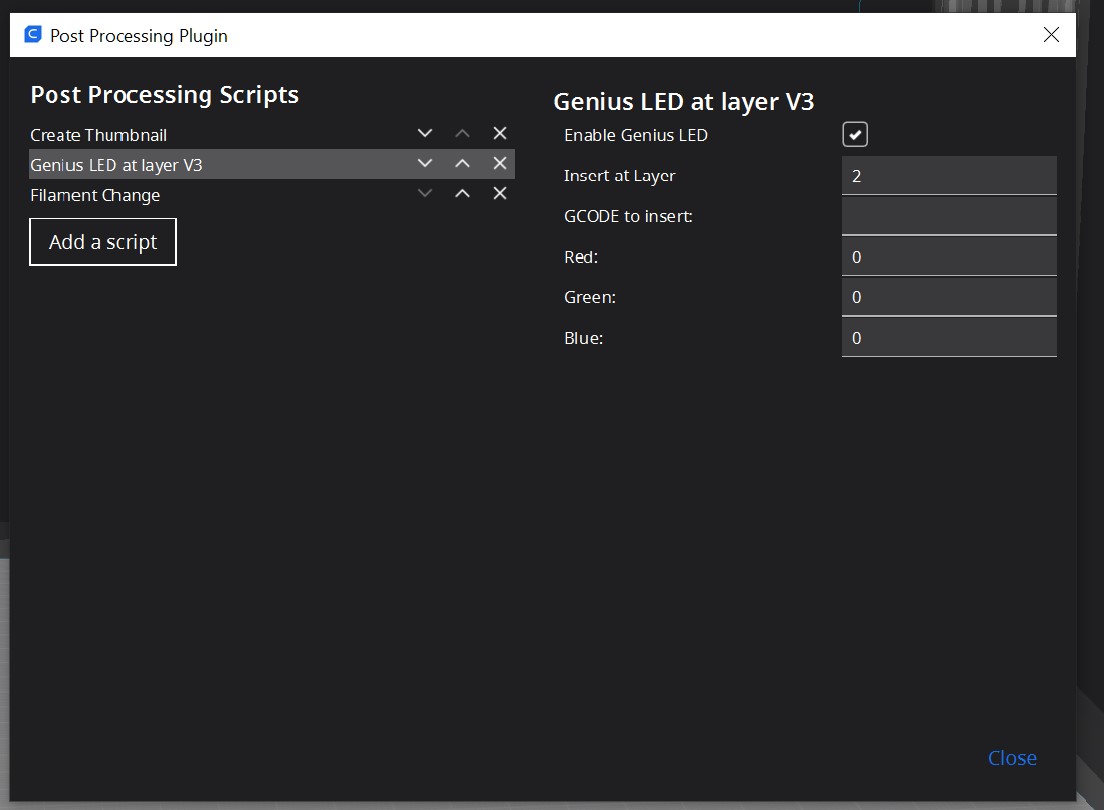 Post Processing Plugin
Post Processing Scripts
Create Thumbnail
Genius LED at layer V3
Filament Change
Add a script
Genius LED at layer V3
Enable Genius LED
Insert at Layer 2
GCODE to insert:
Red: 0
Green: 0
Blue: 0
Close